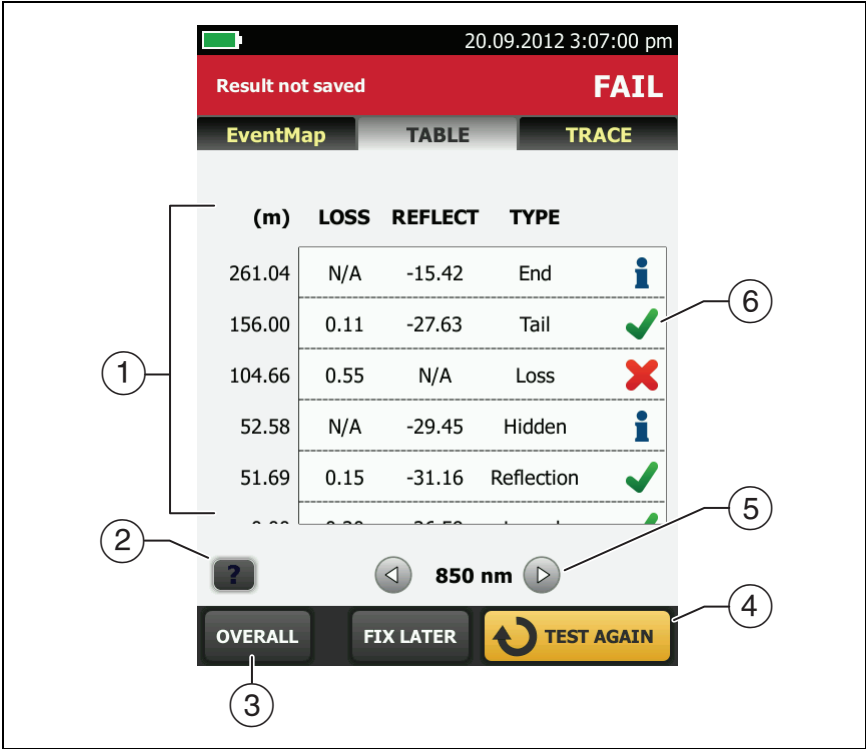 20.09.2012 3:07:00 pm
Result not saved FAIL
EventMap TABLE TRACE
(m) LOSS REFLECT TYPE
261.04 N/A -15.42 End
156.00 0.11 -27.63 Tail
104.66 0.55 N/A Loss
52.58 N/A -29.45 Hidden
51.69 0.15 -31.16 Reflection
? 850 nm
OVERALL FIX LATER TEST AGAIN
1
2
3
4
5
6